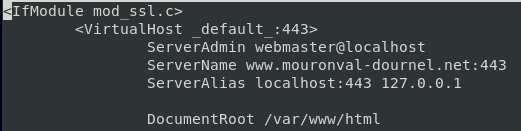 <IfModule mod_ssl.c>
<VirtualHost _default_:443>
ServerAdmin webmaster@localhost
ServerName www.mouronval-dournel.net:443
ServerAlias localhost:443 127.0.0.1
DocumentRoot /var/www/html